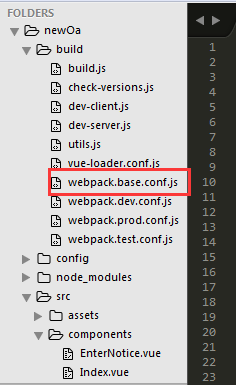 FOLDERS
newOa
build
build.js
check-versions.js
dev-client.js
dev-server.js
utils.js
vue-loader.conf.js
webpack.base.conf.js
webpack.dev.conf.js
webpack.prod.conf.js
webpack.test.conf.js
config
node_modules
src
assets
components
EnterNotice.vue
Index.vue
1
2
3
4
5
6
7
8
9
10
11
12
13
14
15
16
17
18
19
20
21
22
23